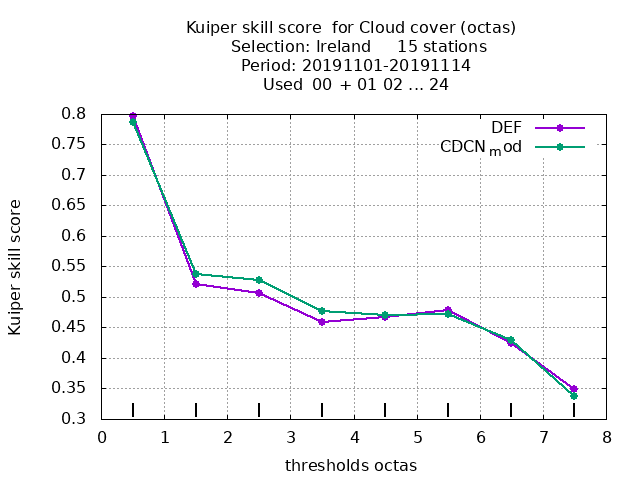 Kuiper skill score  for Cloud cover (octas)
Selection: Ireland     15 stations
Period: 20191101-20191114
Used  00  + 01 02 ... 24
DEF
CDCN_mod
0.8
0.75
0.7
0.65
0.6
0.55
0.5
0.45
0.4
0.35
0.3
Kuiper skill score
0 1 2 3 4 5 6 7 8
thresholds octas